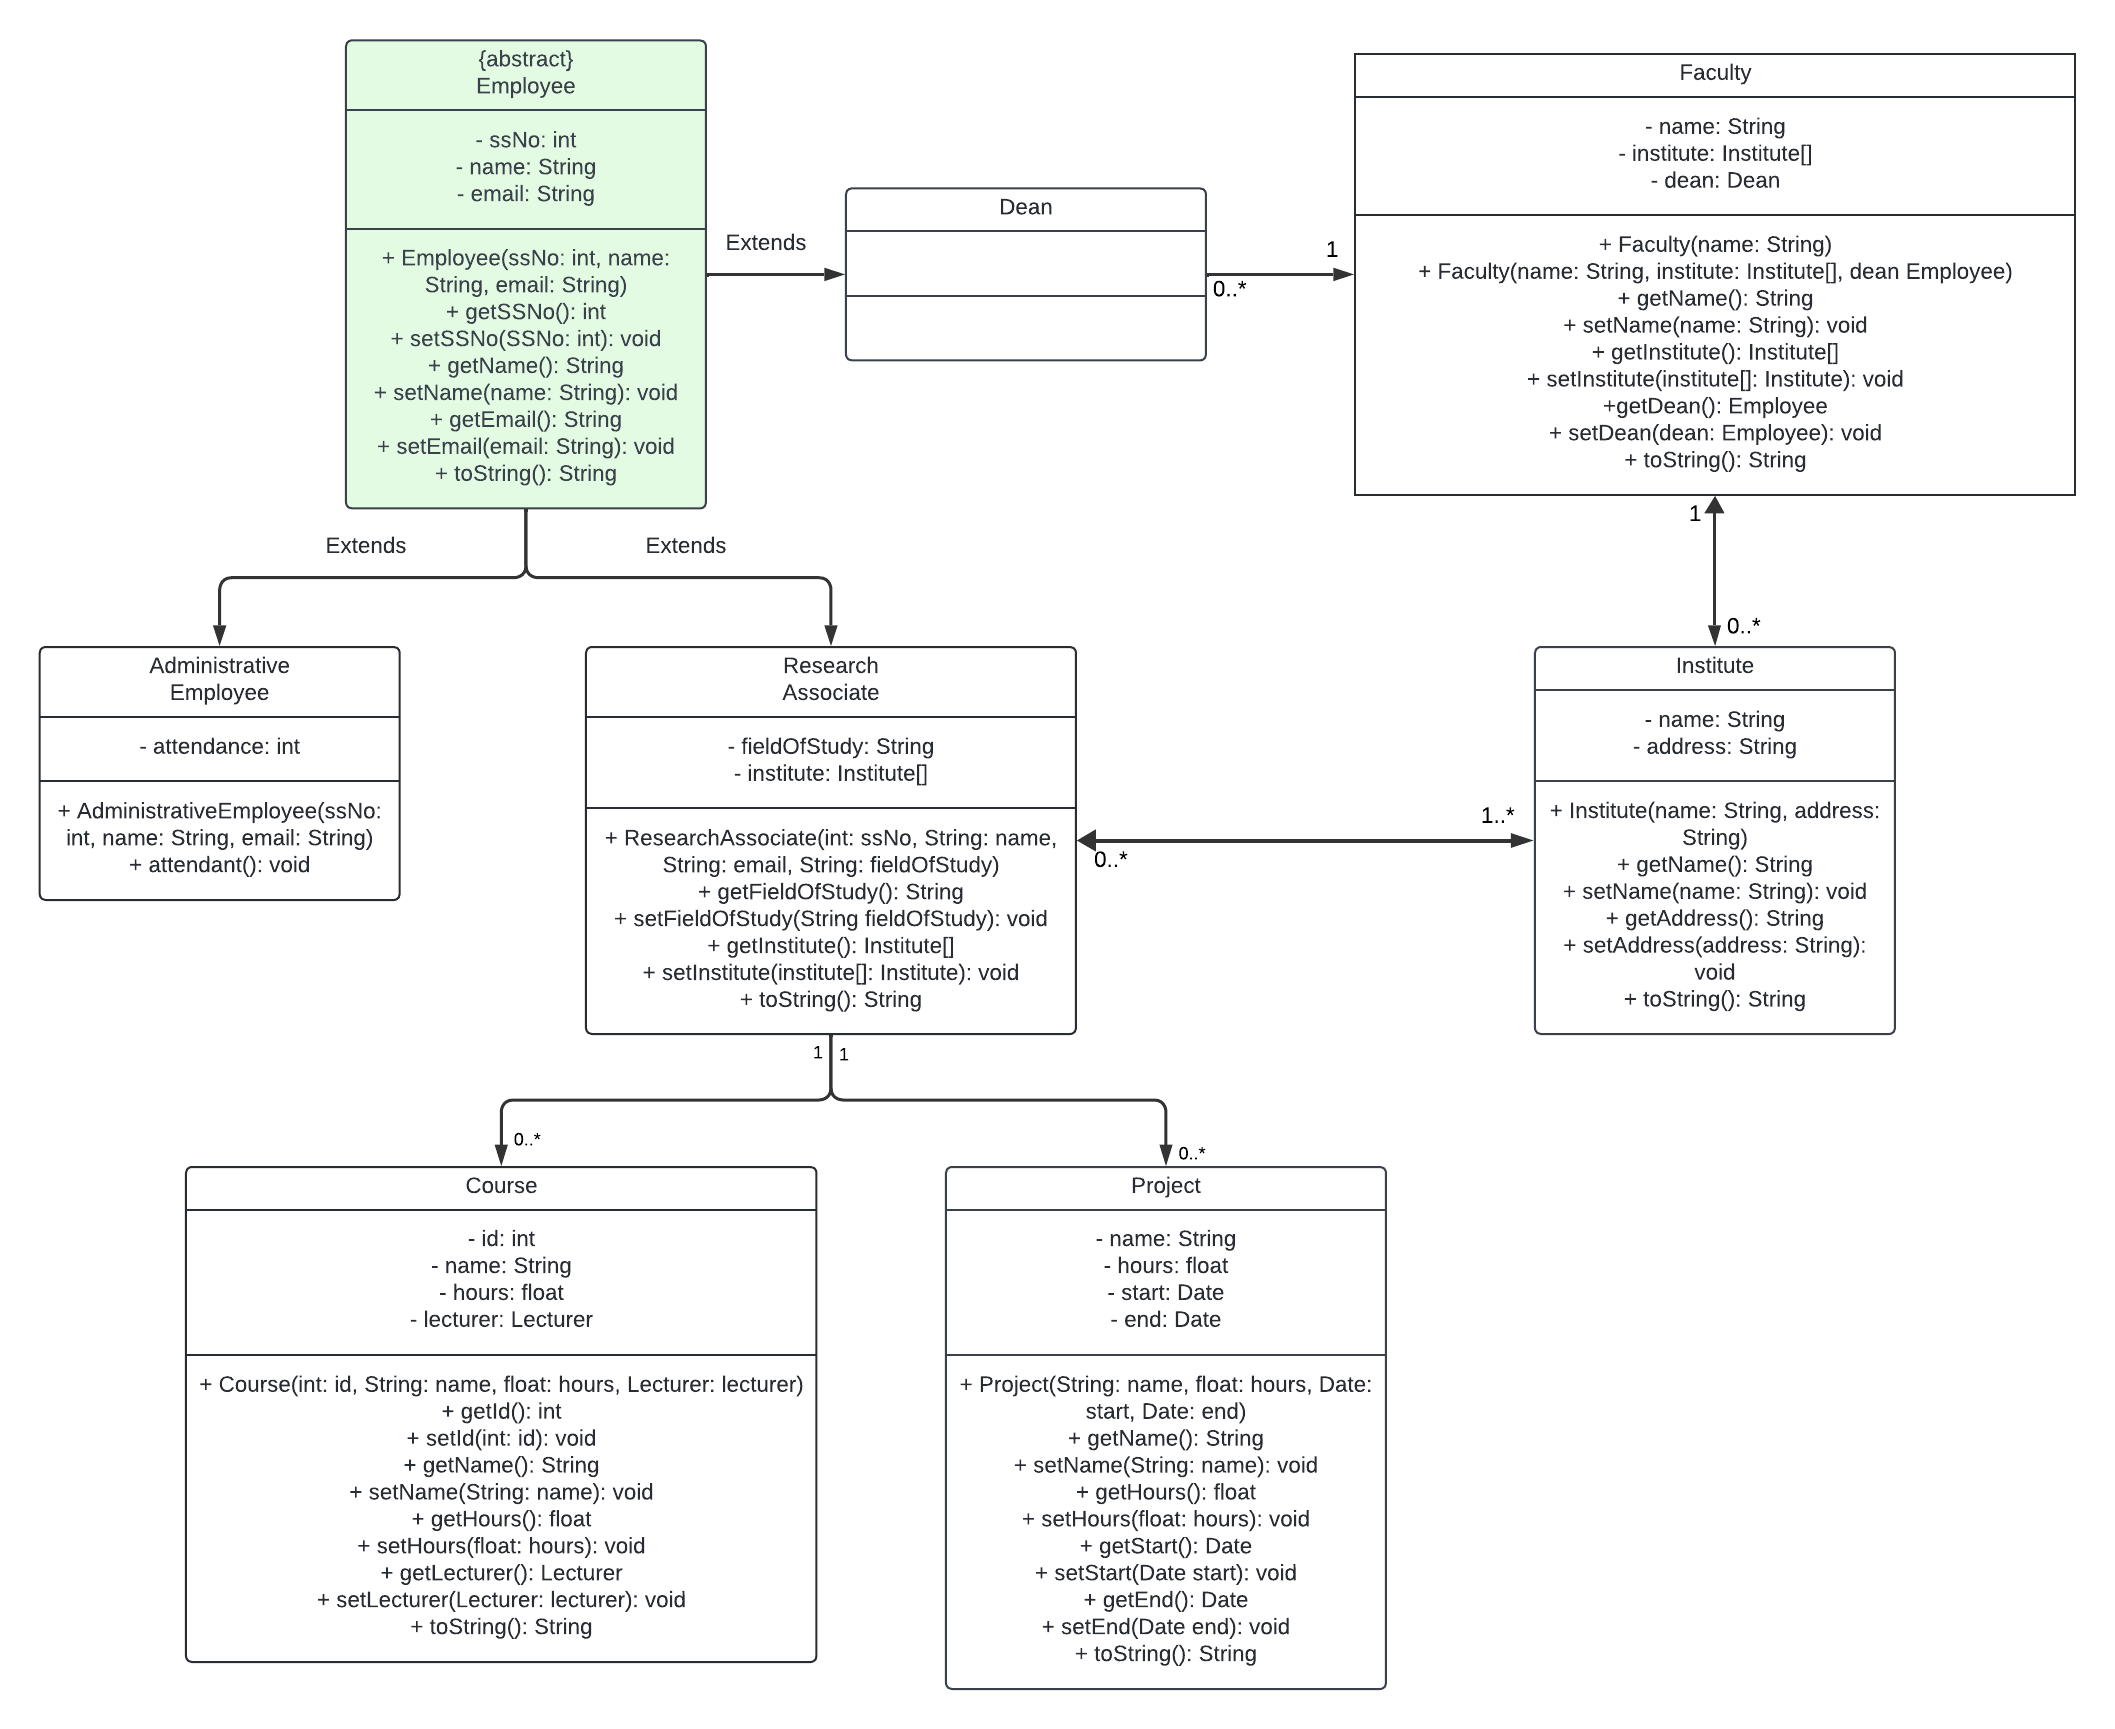 {abstract}
Employee
- ssNo: int
- name: String
- email: String
+ Employee(ssNo: int, name:
String, email: String)
+ getSSNo(): int
+ setSSNo(SSNo: int): void
+ getName(): String
+ setName(name: String): void
+ getEmail(): String
+ setEmail(email: String): void
+ toString(): String
Extends
Dean
0..*
1
Faculty
- name: String
- institute: Institute[]
- dean: Dean
+ Faculty(name: String)
+ Faculty(name: String, institute: Institute[], dean Employee)
+ getName(): String
+ setName(name: String): void
+ getInstitute(): Institute[]
+ setInstitute(institute[]: Institute): void
+getDean(): Employee
+ setDean(dean: Employee): void
+ toString(): String
1
0..*
Extends
Extends
Administrative
Employee
- attendance: int
+ AdministrativeEmployee(ssNo:
int, name: String, email: String)
+ attendant(): void
Research
Associate
- fieldOfStudy: String
- institute: Institute[]
+ ResearchAssociate(int: ssNo, String: name,
String: email, String: fieldOfStudy)
+ getFieldOfStudy(): String
+ setFieldOfStudy(String fieldOfStudy): void
+ getInstitute(): Institute[]
+ setInstitute(institute[]: Institute): void
+ toString(): String
0..*
1..*
Institute
- name: String
- address: String
+ Institute(name: String, address:
String)
+ getName(): String
+ setName(name: String): void
+ getAddress(): String
+ setAddress(address: String):
void
+ toString(): String
1
1
0..*
0..*
Course
- id: int
- name: String
- hours: float
- lecturer: Lecturer
+ Course(int: id, String: name, float: hours, Lecturer: lecturer)
+ getId(): int
+ setId(int: id): void
+ getName(): String
+ setName(String: name): void
+ getHours(): float
+ setHours(float: hours): void
+ getLecturer(): Lecturer
+ setLecturer(Lecturer: lecturer): void
+ toString(): String
Project
- name: String
- hours: float
- start: Date
- end: Date
+ Project(String: name, float: hours, Date:
start, Date: end)
+ getName(): String
+ setName(String: name): void
+ getHours(): float
+ setHours(float: hours): void
+ getStart(): Date
+ setStart(Date start): void
+ getEnd(): Date
+ setEnd(Date end): void
+ toString(): String